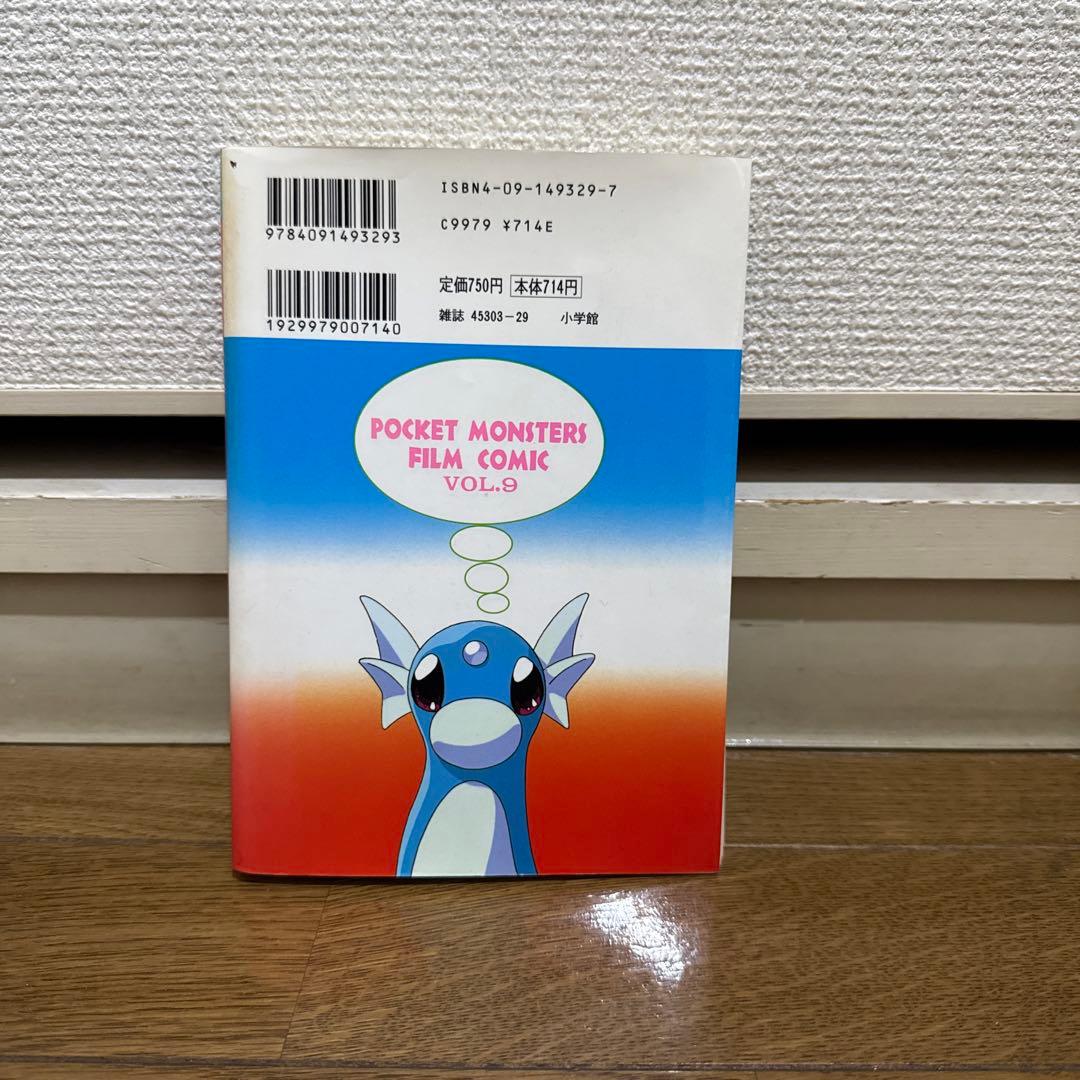 ISBN4-09-149329-7
9784091493293
C9979 ¥714E
定価750円 本体714円
1929979007140
雑誌 45303-29 小学館
POCKET MONSTERS
FILM COMIC
VOL.9